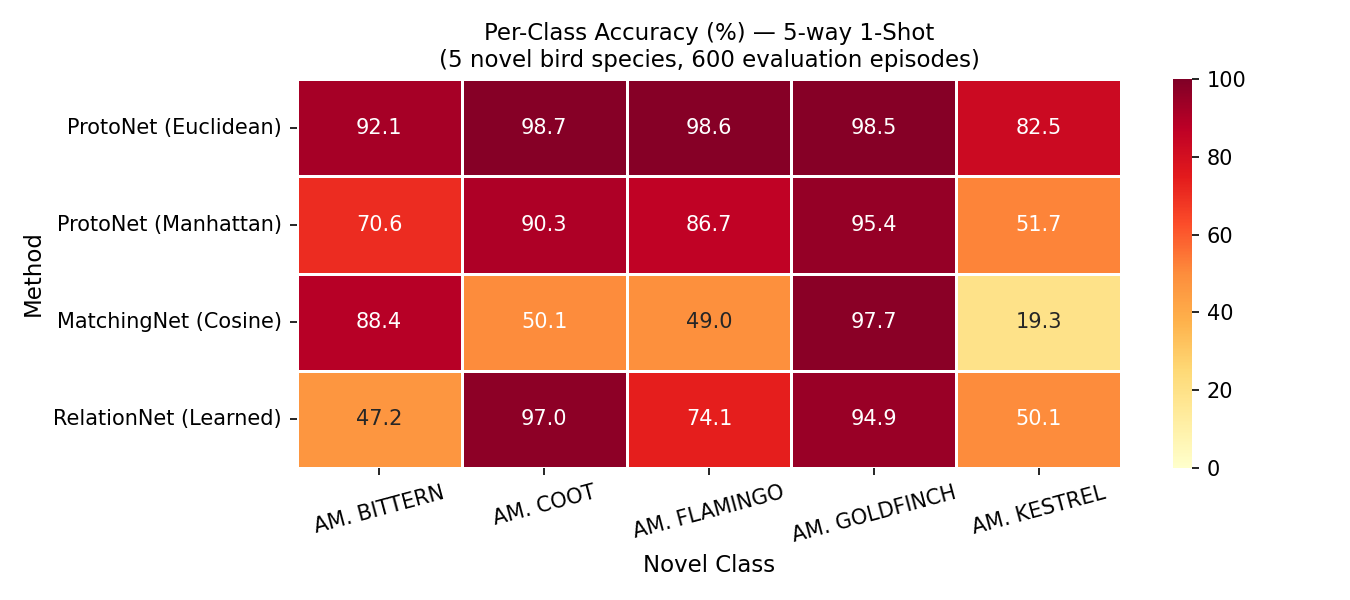 Per-Class Accuracy (%) — 5-way 1-Shot
(5 novel bird species, 600 evaluation episodes)
Method
ProtoNet (Euclidean) 92.1 98.7 98.6 98.5 82.5
ProtoNet (Manhattan) 70.6 90.3 86.7 95.4 51.7
MatchingNet (Cosine) 88.4 50.1 49.0 97.7 19.3
RelationNet (Learned) 47.2 97.0 74.1 94.9 50.1
AM. BITTERN AM. COOT AM. FLAMINGO AM. GOLDFINCH AM. KESTREL
Novel Class
100
80
60
40
20
0